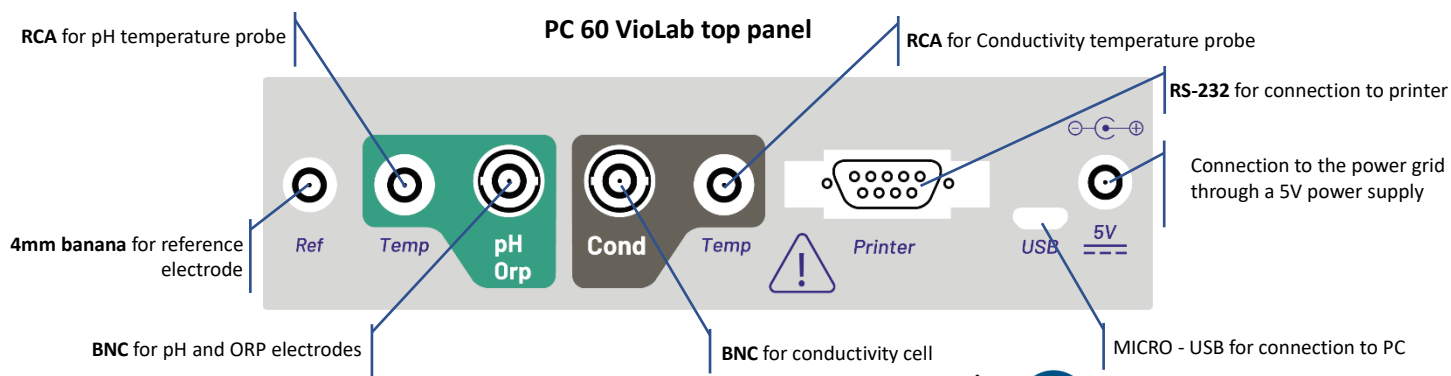 PC 60 VioLab top panel
RCA for pH temperature probe
RCA for Conductivity temperature probe
RS-232 for connection to printer
Connection to the power grid
through a 5V power supply
4mm banana for reference
electrode
Ref
Temp
pH
Orp
Cond
Temp
Printer
USB
5V
BNC for pH and ORP electrodes
BNC for conductivity cell
MICRO - USB for connection to PC